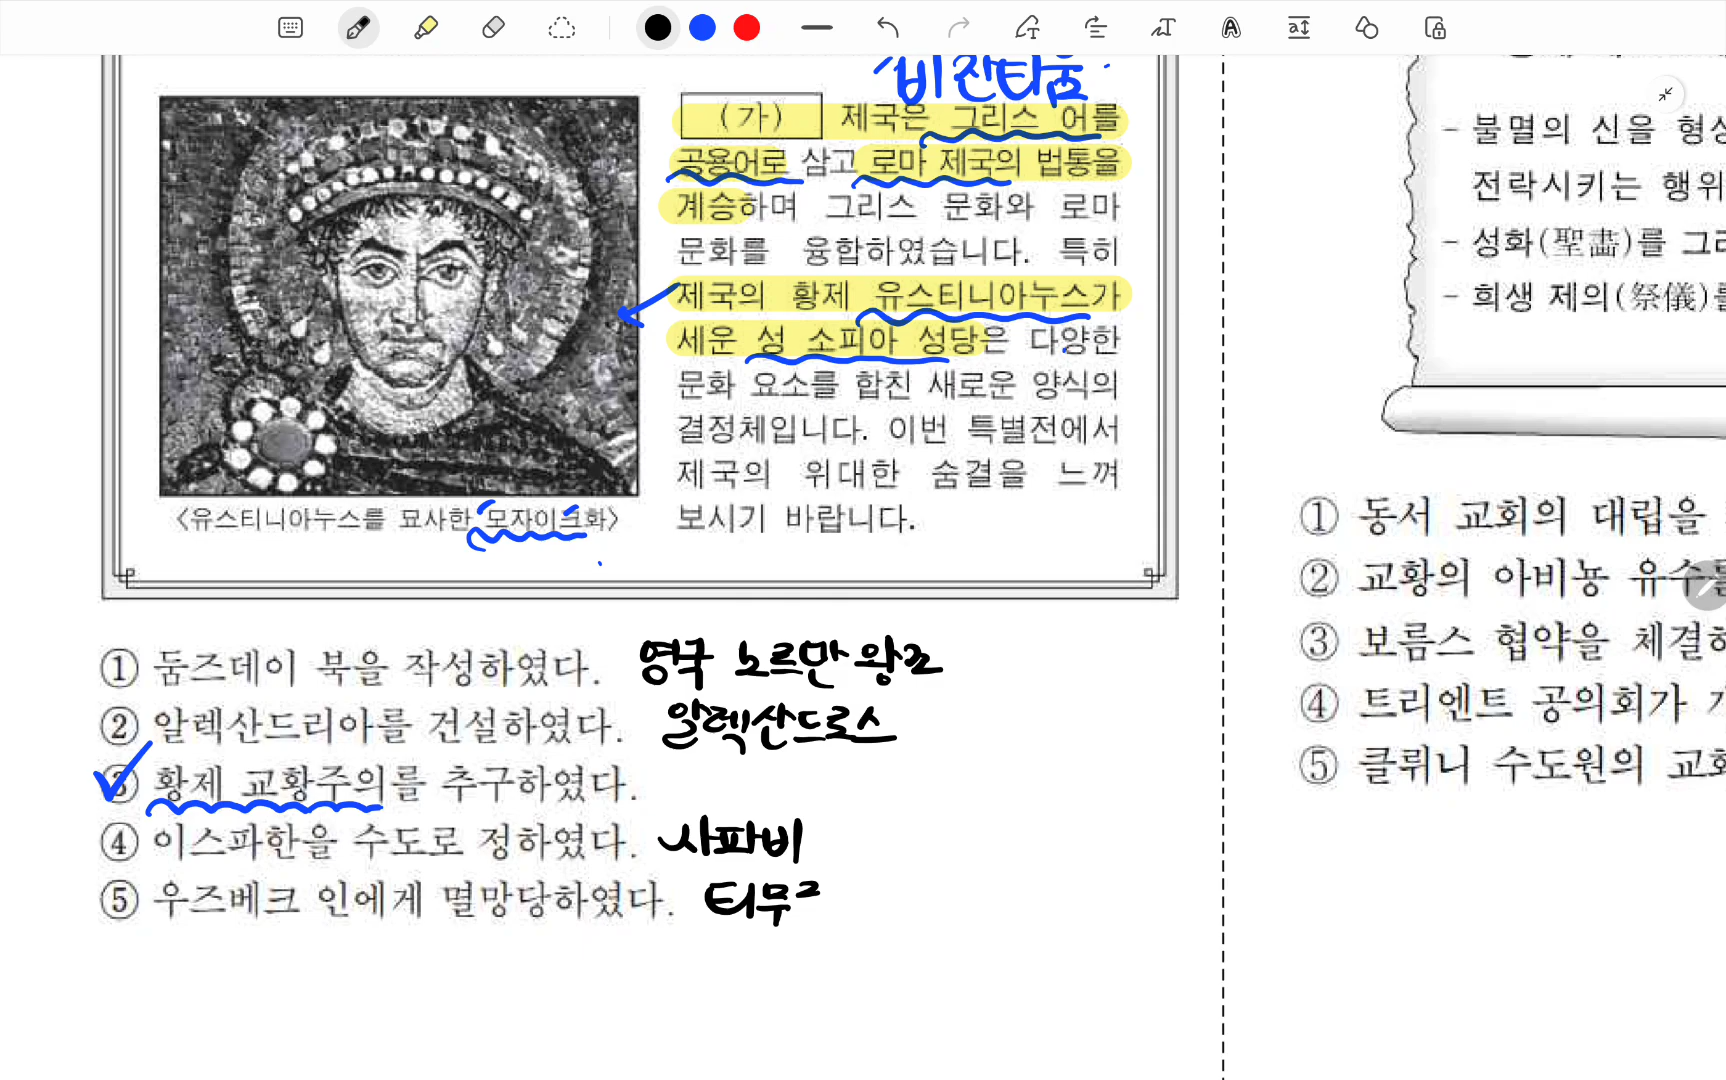 비잔티움
(가) 제국은 그리스 어를
공용어로 삼고 로마 제국의 법통을
계승하며 그리스 문화와 로마
문화를 융합하였습니다. 특히
제국의 황제 유스티니아누스가
세운 성 소피아 성당은 다양한
문화 요소를 합친 새로운 양식의
결정체입니다. 이번 특별전에서
제국의 위대한 숨결을 느껴
보시기 바랍니다.
<유스티니아누스를 묘사한 모자이크화>
① 둠즈데이 북을 작성하였다. 영국 노르만 왕조
② 알렉산드리아를 건설하였다. 알렉산드로스
③ 황제 교황주의를 추구하였다.
④ 이스파한을 수도로 정하였다. 사파비
⑤ 우즈베크 인에게 멸망당하였다. 티무르
- 불멸의 신을 형상
전락시키는 행위
- 성화(聖畵)를 그리
- 희생 제의(祭儀)를
① 동서 교회의 대립을
② 교황의 아비뇽 유수를
③ 보름스 협약을 체결하
④ 트리엔트 공의회가
⑤ 클뤼니 수도원의 교회